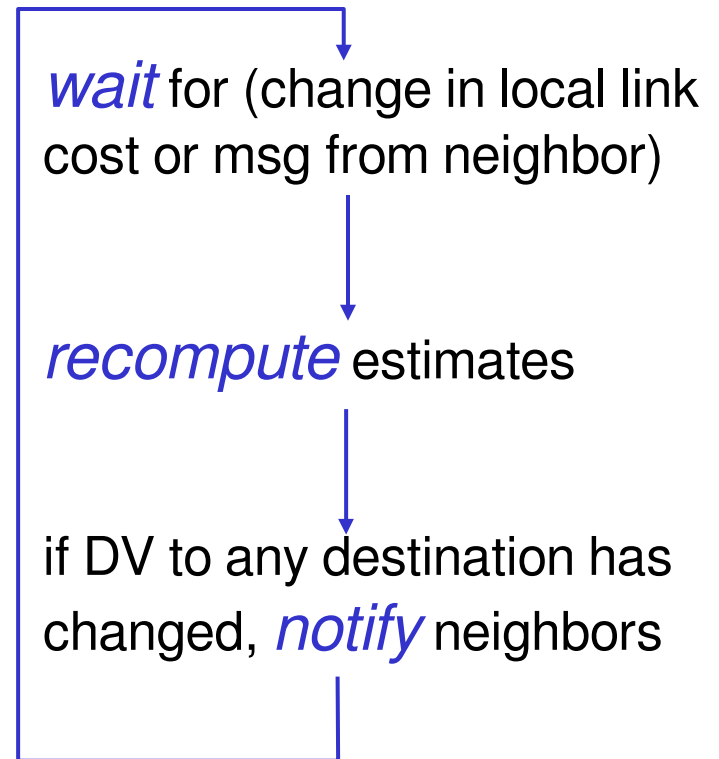 wait for (change in local link
cost or msg from neighbor)
recompute estimates
if DV to any destination has
changed, notify neighbors